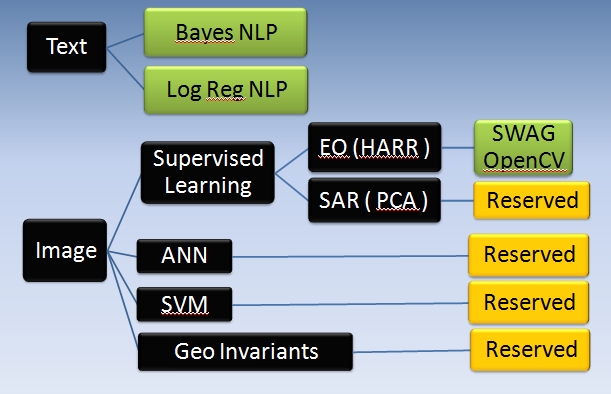 Text
Bayes NLP
Log Reg NLP
Supervised
Learning
EO (HARR )
SWAG
OpenCV
SAR ( PCA )
Reserved
Image
ANN
Reserved
SVM
Reserved
Geo Invariants
Reserved